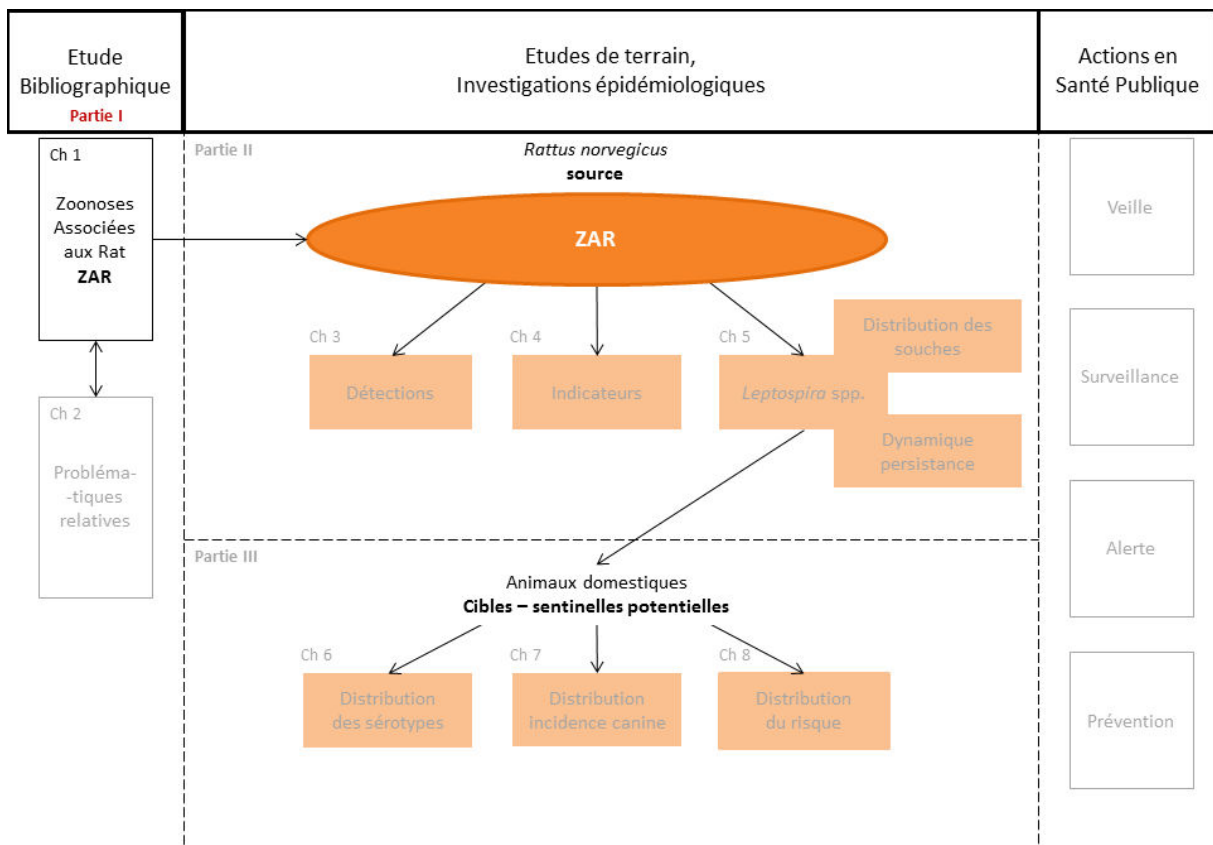 Etude
Bibliographique
Partie I
Etudes de terrain,
Investigations épidémiologiques
Actions en
Santé Publique
Ch 1
Zoonoses
Associées
aux Rat
ZAR
Ch 2
Probléma-
-tiques
relatives
Partie II
Rattus norvegicus
source
ZAR
Ch 3
Détections
Ch 4
Indicateurs
Ch 5
Leptospira spp.
Distribution des
souches
Dynamique
persistance
Partie III
Animaux domestiques
Cibles – sentinelles potentielles
Ch 6
Distribution
des sérotypes
Ch 7
Distribution
incidence canine
Ch 8
Distribution
du risque
Veille
Surveillance
Alerte
Prévention